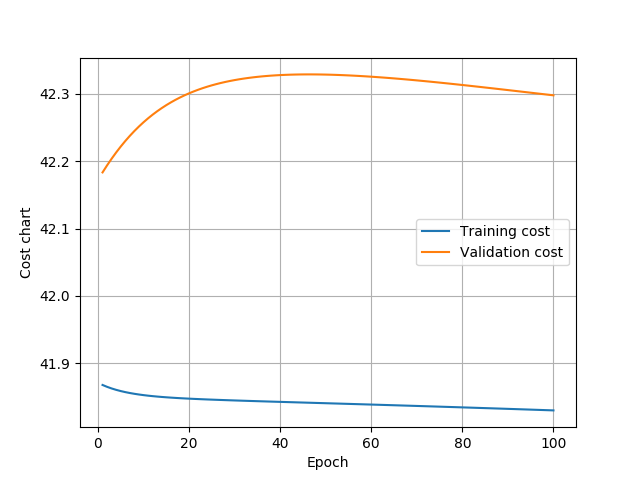 42.3
42.2
42.1
42.0
41.9
Cost chart
Training cost
Validation cost
0 20 40 60 80 100
Epoch